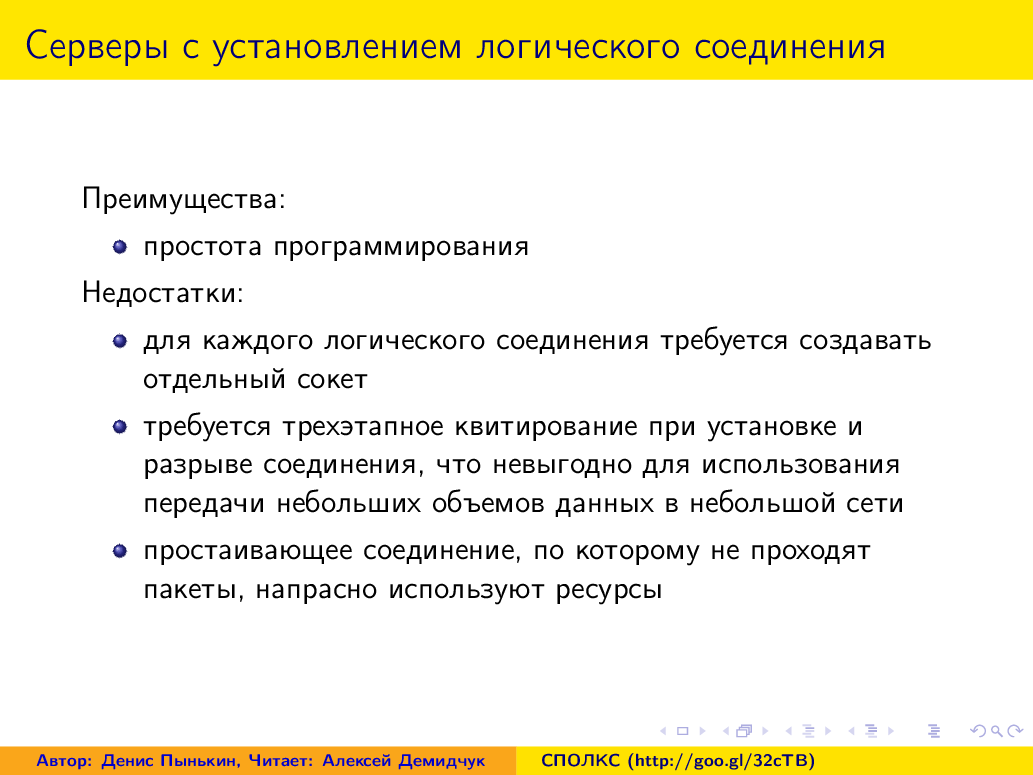 Серверы с установлением логического соединения
Преимущества:
простота программирования
Недостатки:
для каждого логического соединения требуется создавать
отдельный сокет
требуется трехэтапное квитирование при установке и
разрыве соединения, что невыгодно для использования
передачи небольших объемов данных в небольшой сети
простаивающее соединение, по которому не проходят
пакеты, напрасно используют ресурсы
Автор: Денис Пынькин, Читает: Алексей Демидчук
СПОЛКС (http://goo.gl/32cTB)